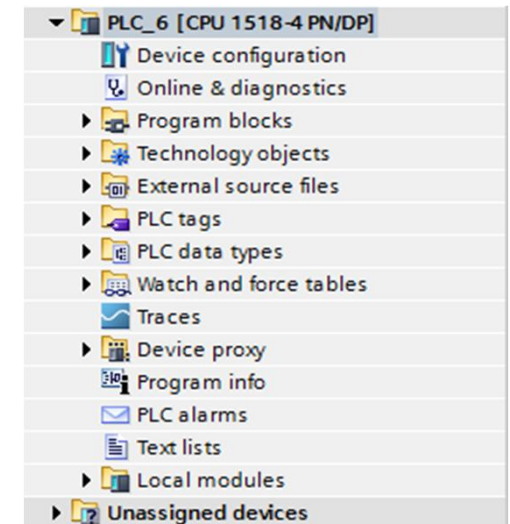 PLC_6 [CPU 1518-4 PN/DP]
Device configuration
Online & diagnostics
Program blocks
Technology objects
External source files
PLC tags
PLC data types
Watch and force tables
Traces
Device proxy
Program info
PLC alarms
Text lists
Local modules
Unassigned devices